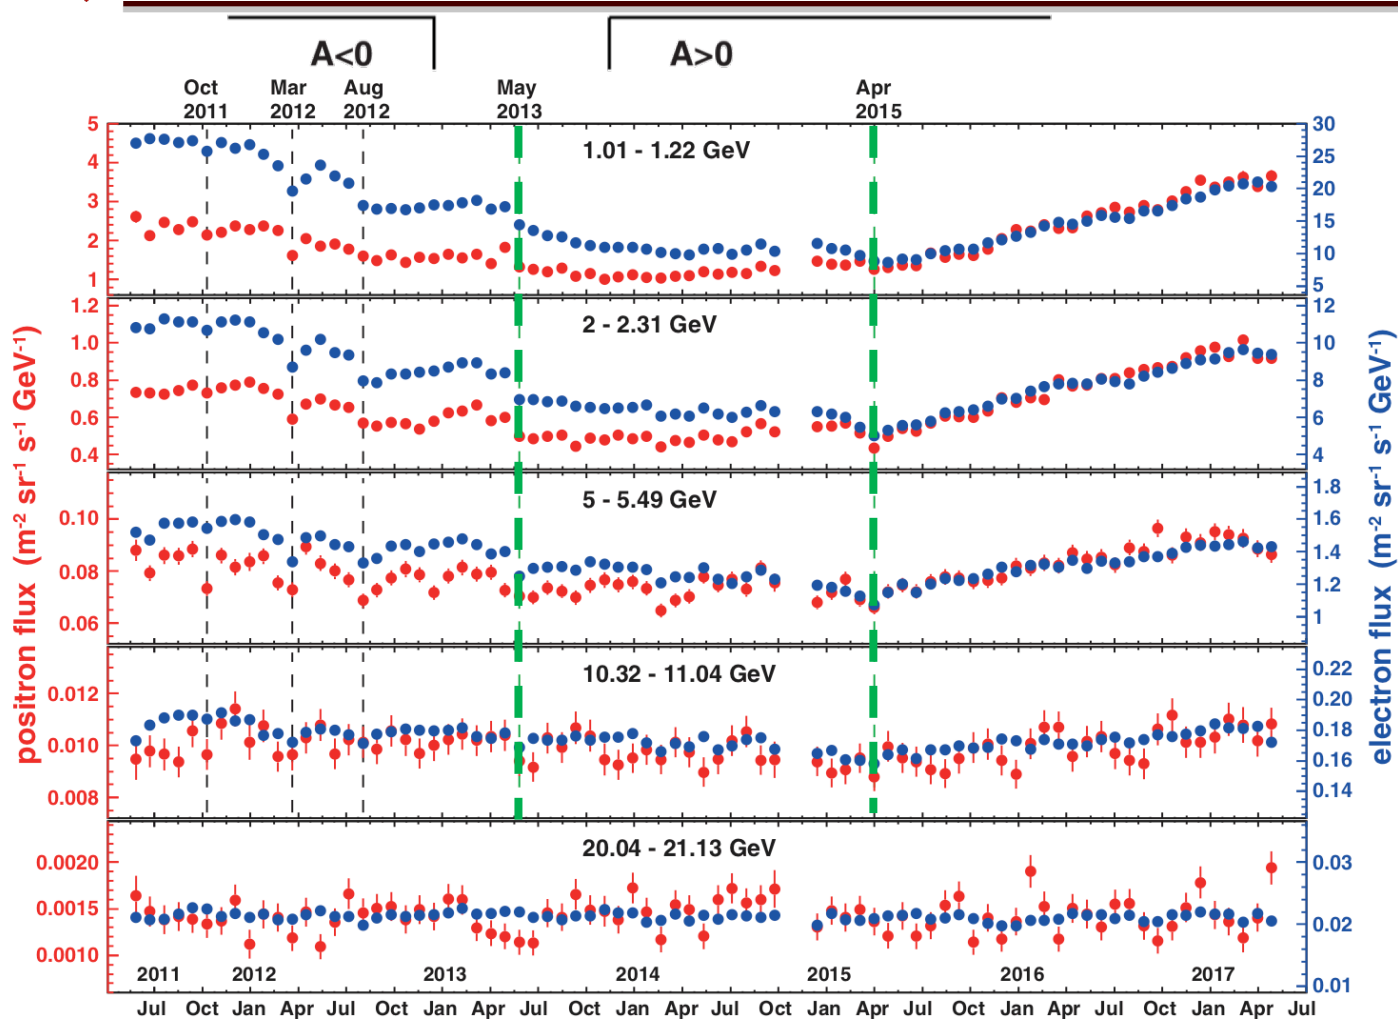 A<0 A>0
Oct Mar Aug May Apr
2011 2012 2012 2013 2015
5 1.01 - 1.22 GeV 30
4 25
3 20
2 15
1 10
5
1.2 2 - 2.31 GeV 12
1.0 10
0.8 8
0.6 6
0.4 4
5 - 5.49 GeV 1.8
0.10 1.6
1.4
0.08 1.2
0.06 1
10.32 - 11.04 GeV 0.22
0.012 0.20
0.18
0.010 0.16
0.008 0.14
20.04 - 21.13 GeV
0.0020 0.03
0.0015 0.02
0.0010
0.01
2011 2012 2013 2014 2015 2016 2017
Jul Oct Jan Apr Jul Oct Jan Apr Jul Oct Jan Apr Jul Oct Jan Apr Jul Oct Jan Apr Jul Oct Jan Apr Jul
positron flux (m⁻² sr⁻¹ s⁻¹ GeV⁻¹)
electron flux (m⁻² sr⁻¹ s⁻¹ GeV⁻¹)